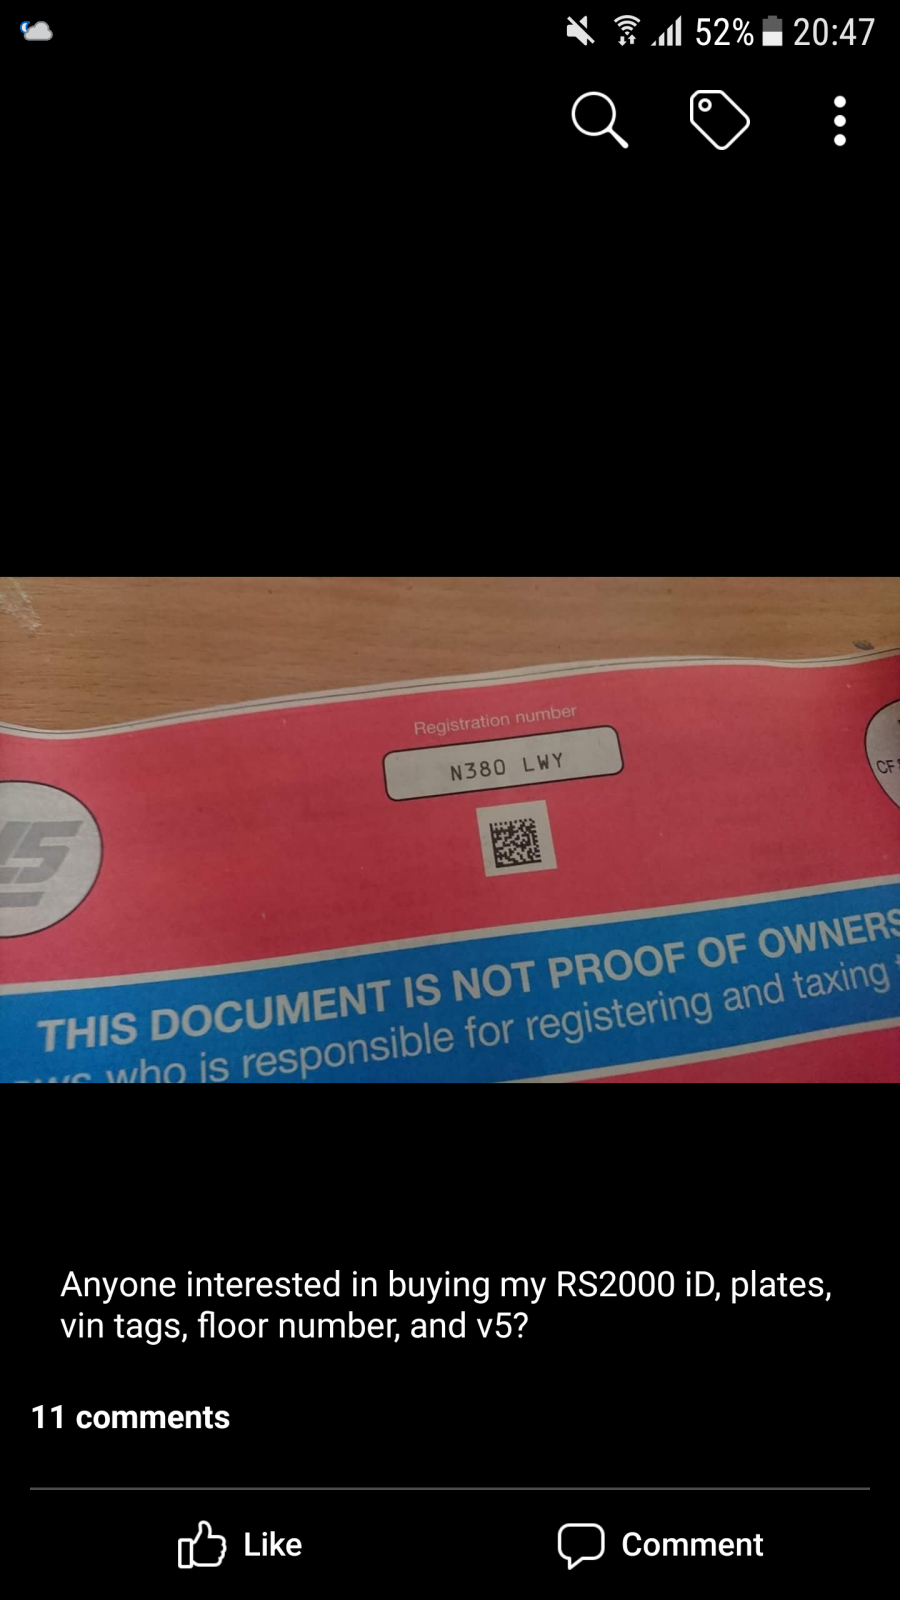 52% 20:47
Registration number
N380 LWY
CF
THIS DOCUMENT IS NOT PROOF OF OWNERS
who is responsible for registering and taxing
Anyone interested in buying my RS2000 iD, plates,
vin tags, floor number, and v5?
11 comments
Like
Comment